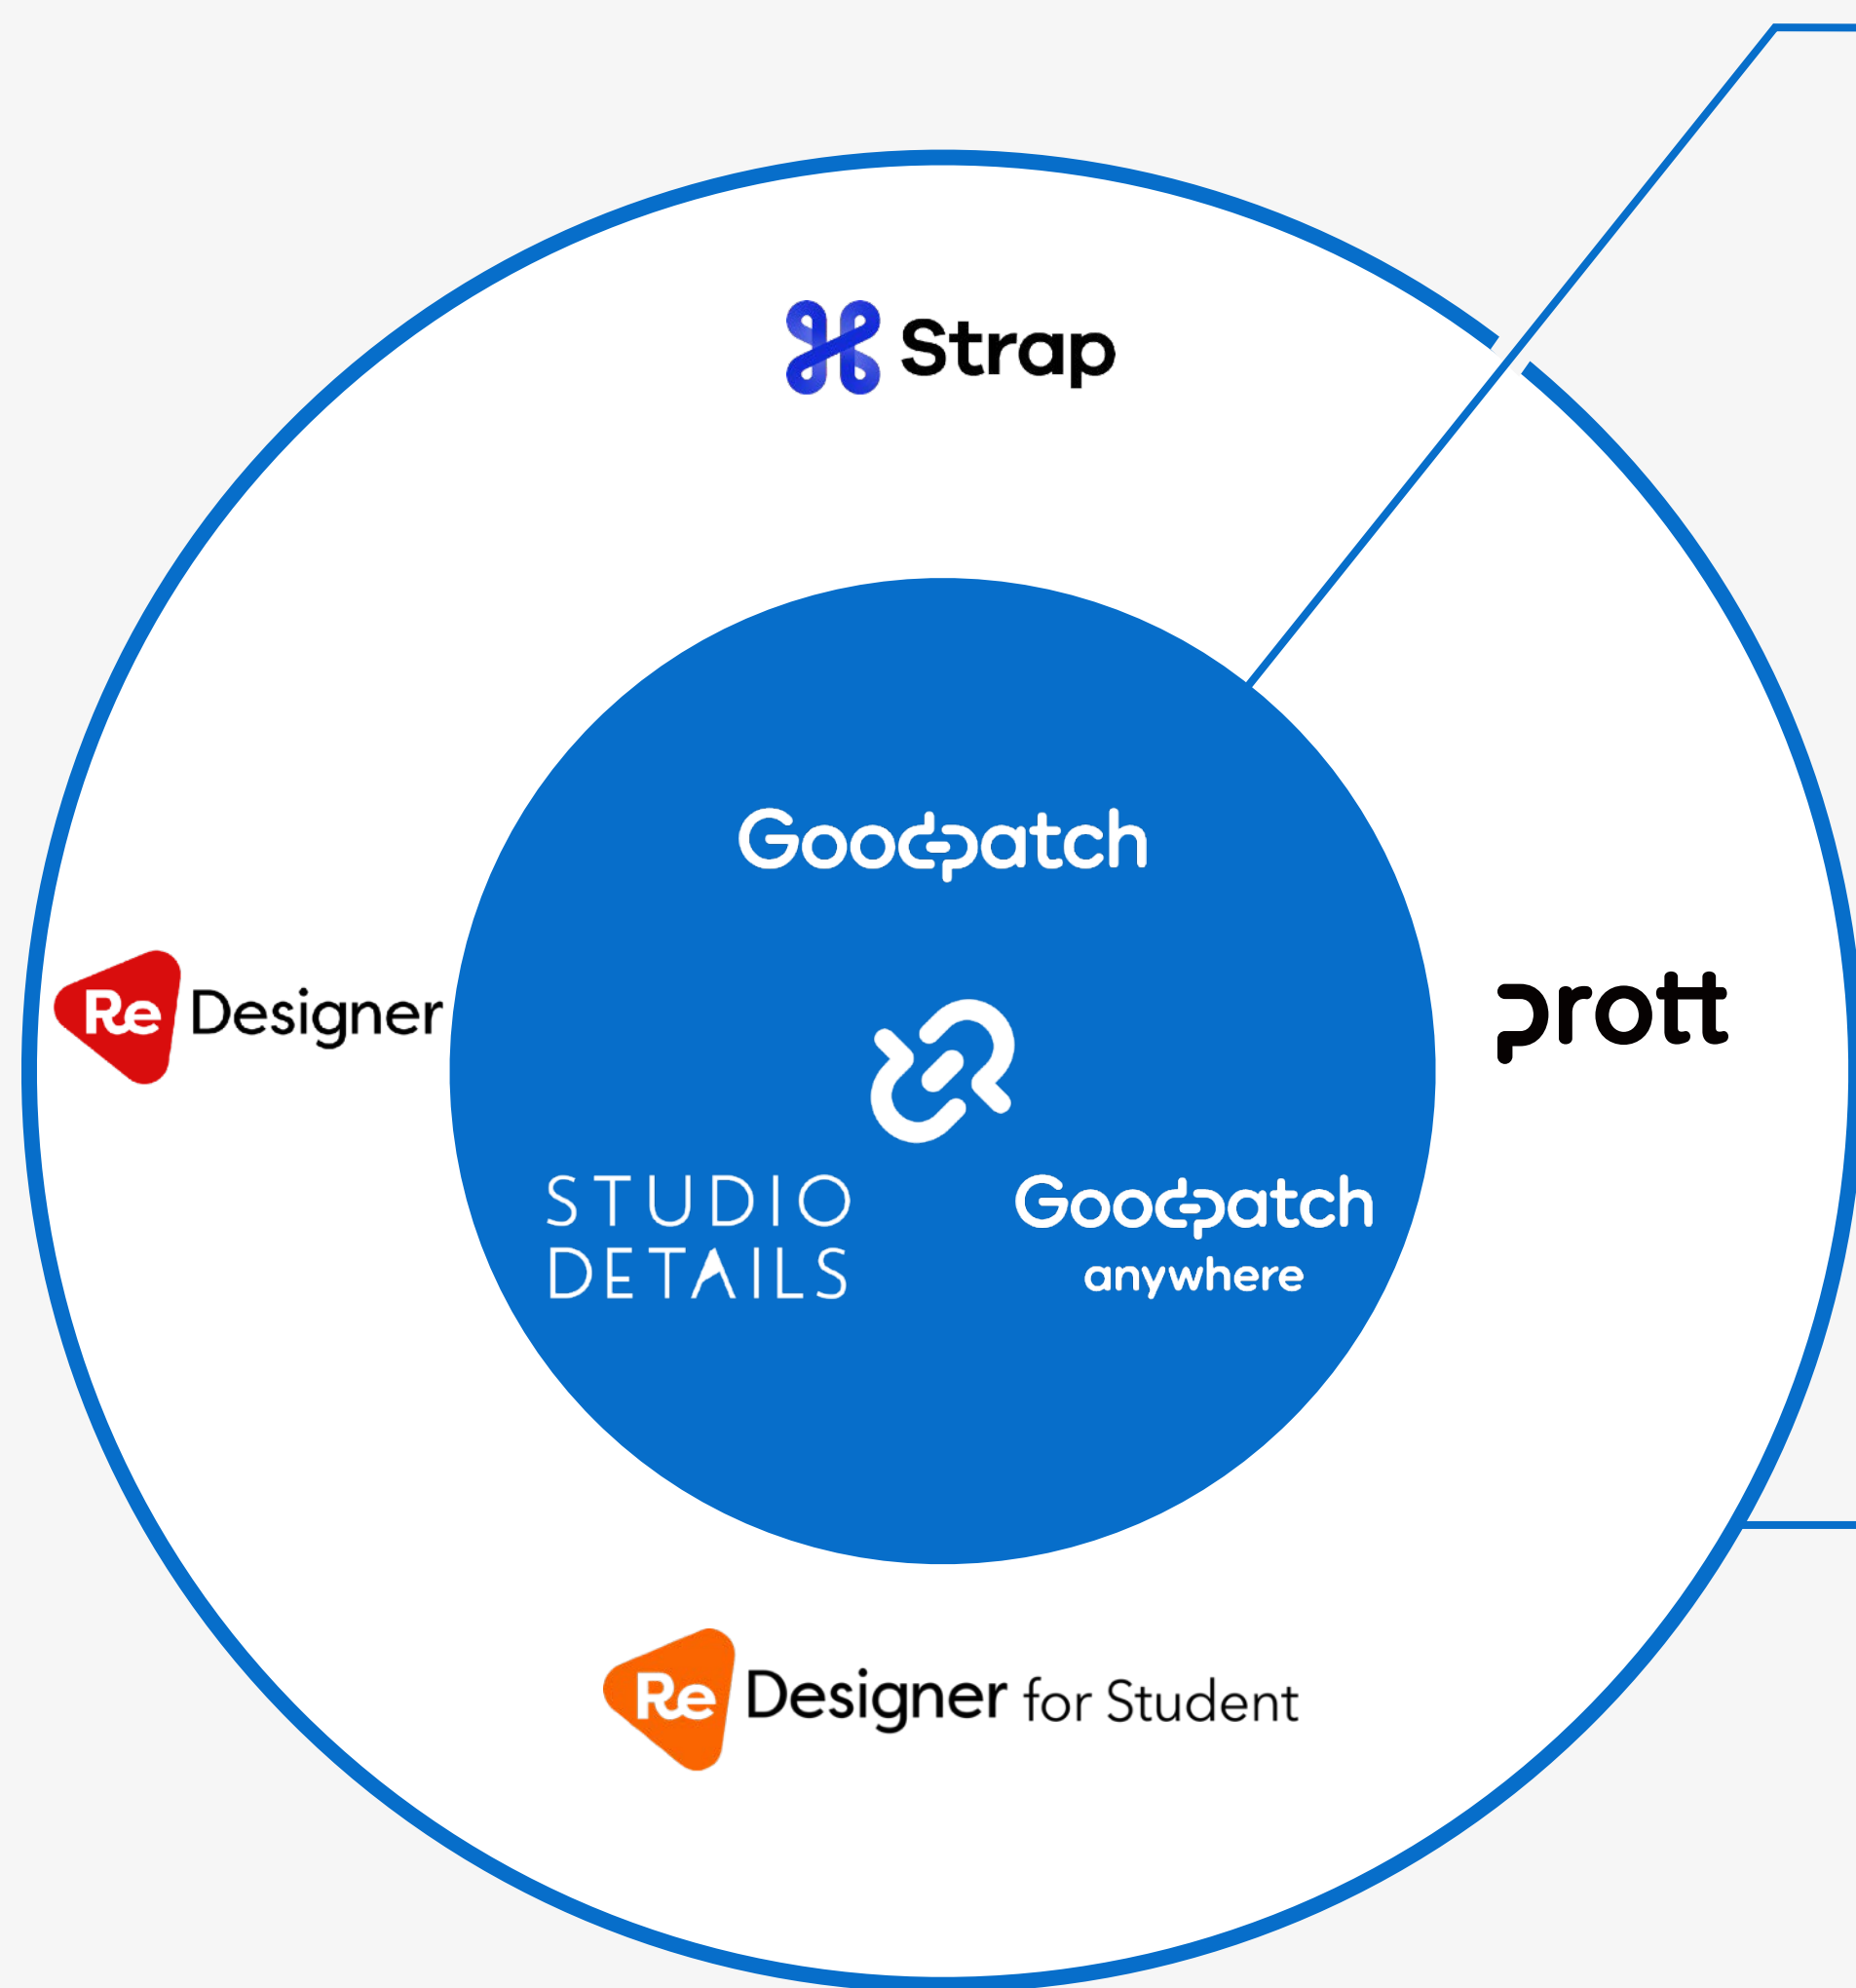 Strap
Goodpatch
Re Designer
prott
STUDIO
DETAILS
Goodpatch
anywhere
Re Designer for Student